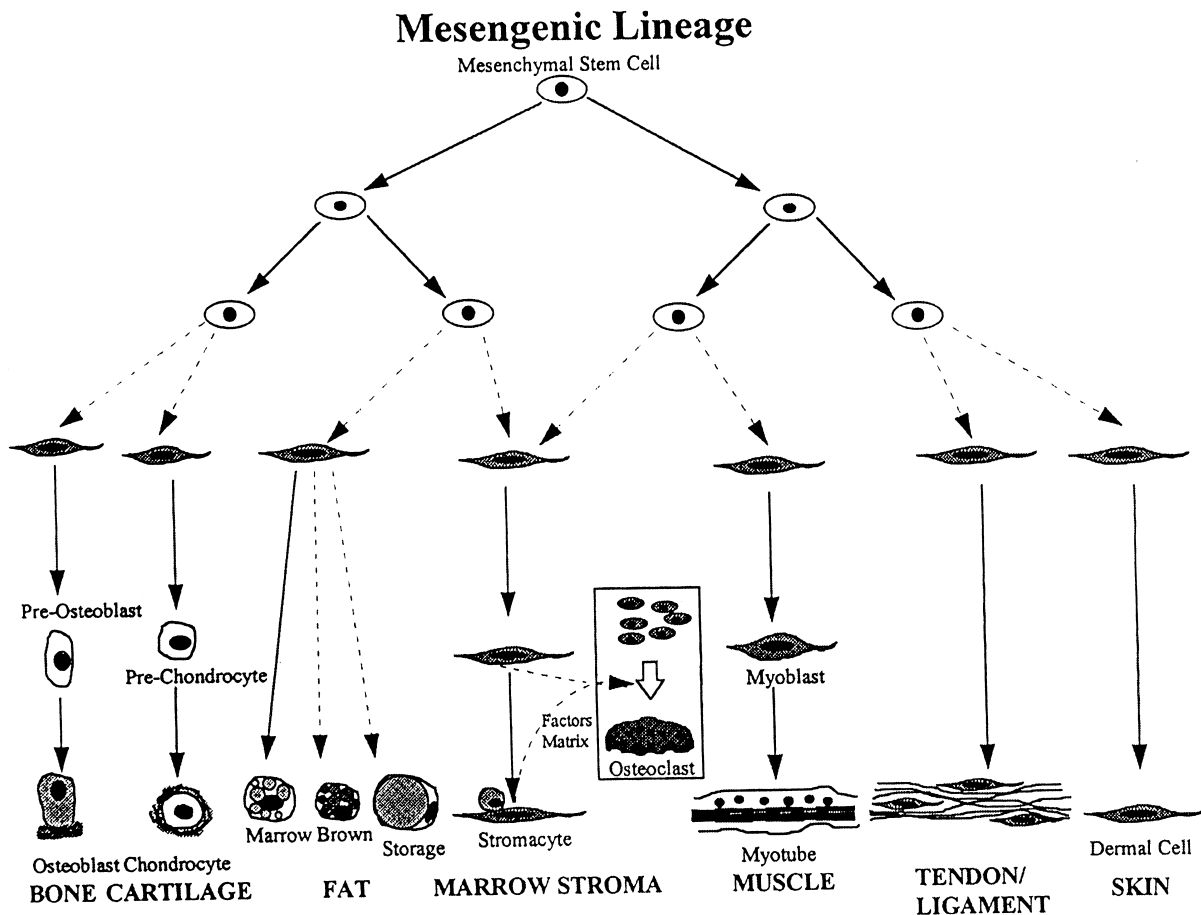 Mesengenic Lineage
Mesenchymal Stem Cell
Pre-Osteoblast
Pre-Chondrocyte
Myoblast
Factors
Matrix
Osteoclast
Marrow Brown
Storage
Stromacyte
Myotube
Dermal Cell
Osteoblast Chondrocyte
BONE CARTILAGE
FAT
MARROW STROMA
MUSCLE
TENDON/
LIGAMENT
SKIN